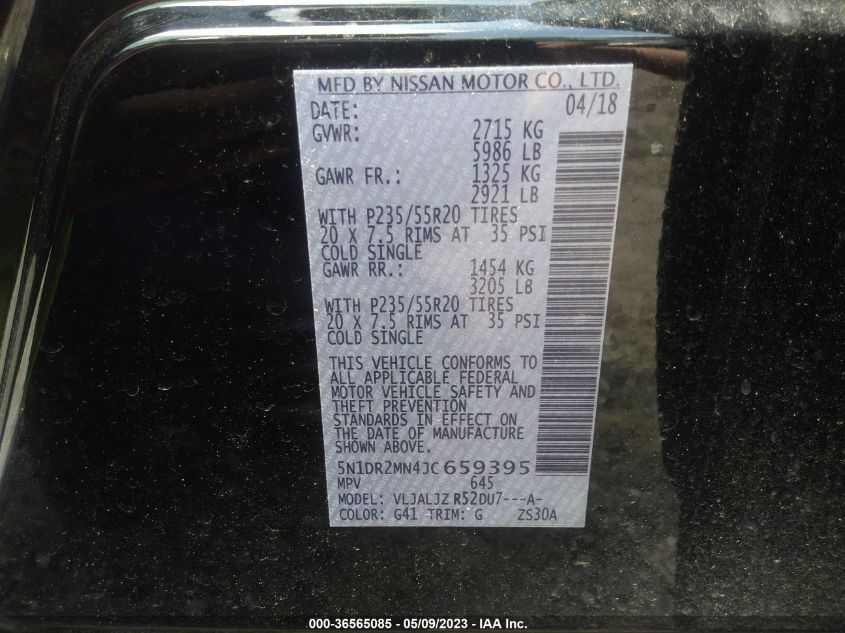 MFD BY NISSAN MOTOR CO., LTD.
DATE: 04/18
GVWR: 2715 KG
5986 LB
GAWR FR.: 1325 KG
2921 LB
WITH P235/55R20 TIRES
20 X 7.5 RIMS AT 35 PSI
COLD SINGLE
GAWR RR.: 1454 KG
3205 LB
WITH P235/55R20 TIRES
20 X 7.5 RIMS AT 35 PSI
COLD SINGLE
THIS VEHICLE CONFORMS TO
ALL APPLICABLE FEDERAL
MOTOR VEHICLE SAFETY AND
THEFT PREVENTION
STANDARDS IN EFFECT ON
THE DATE OF MANUFACTURE
SHOWN ABOVE.
5N1DR2MN4JC659395
MPV 645
MODEL: VLJALJZ R52DU7---A-
COLOR: G41 TRIM: G ZS30A
000-36565085 - 05/09/2023 - IAA Inc.